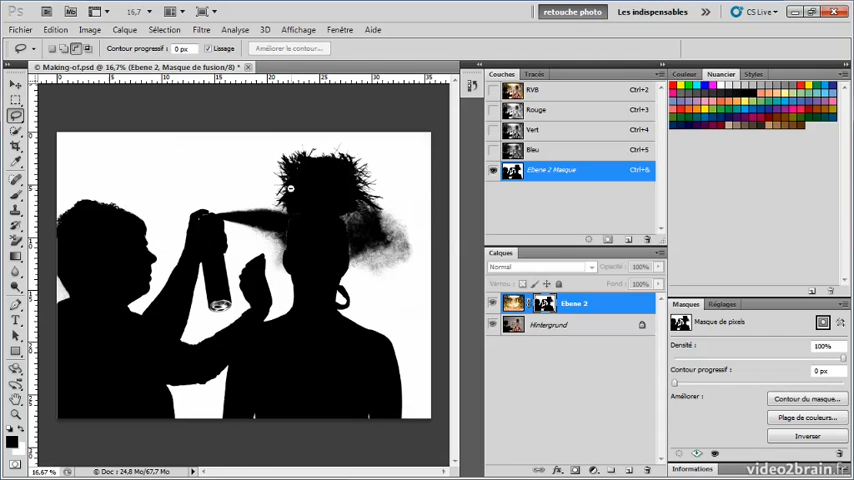 Ps Br Mb 16,7 retouche photo Les indispensables CS Live
Fichier Edition Image Calque Sélection Filtre Analyse 3D Affichage Fenêtre Aide
Contour progressif : 0 px Lissage Améliorer le contour...
© Making-of.psd @ 16,7% (Ebene 2, Masque de fusion/8) *
Couches Tracés
Couleur Nuancier Styles
RVB Ctrl+2
Rouge Ctrl+3
Vert Ctrl+4
Bleu Ctrl+5
Ebene 2 Masque Ctrl+6
Calques
Normal Opacité : 100%
Verrou : Fond : 100%
Ebene 2
Hintergrund
Masques Réglages
Masque de pixels
Densité : 100%
Contour progressif : 0 px
Améliorer : Contour du masque...
Plage de couleurs...
Inverser
16,67 % Doc : 24,8 Mo/67,7 Mo
Informations
video2brain.fr